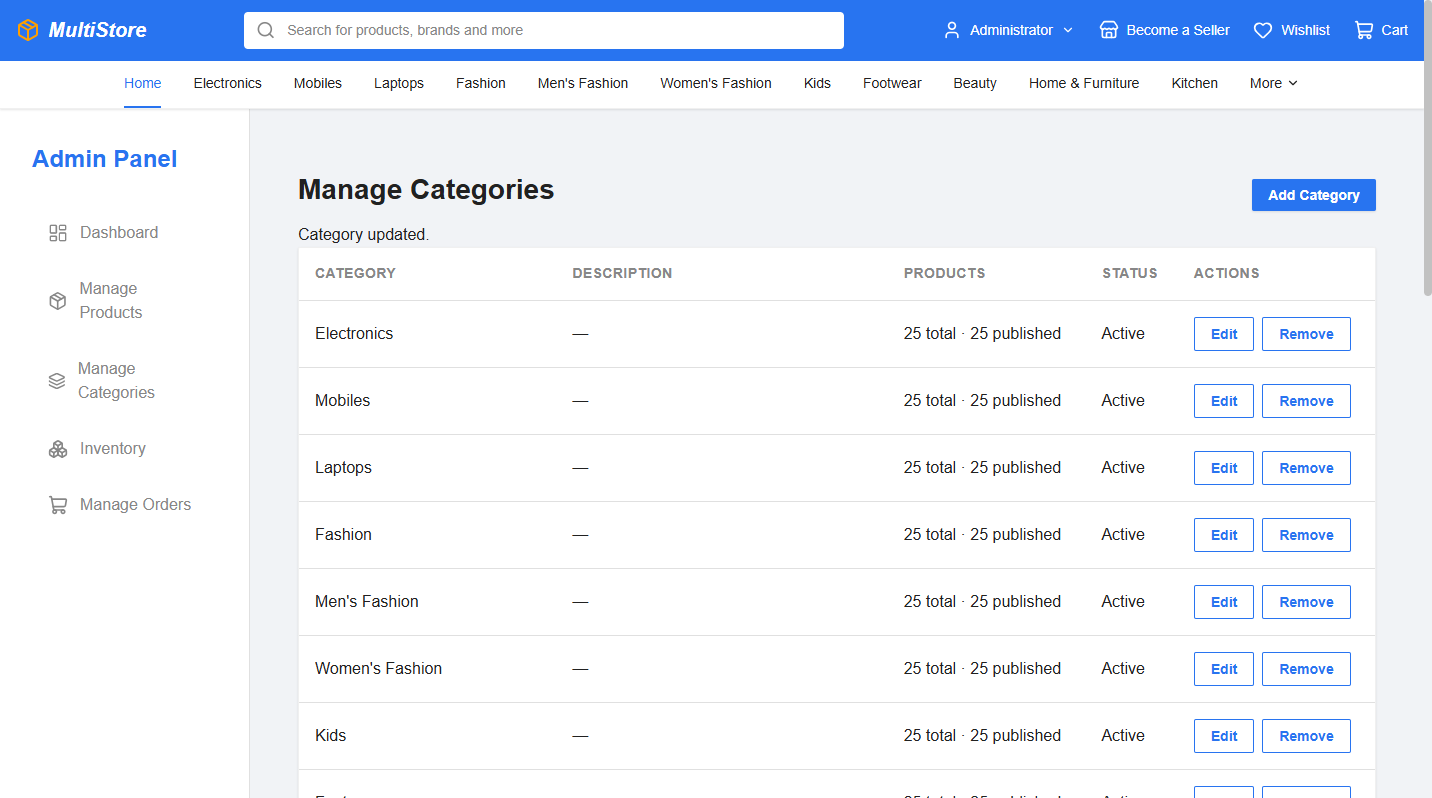 MultiStore
Search for products, brands and more
Administrator
Become a Seller
Wishlist
Cart
Home Electronics Mobiles Laptops Fashion Men's Fashion Women's Fashion Kids Footwear Beauty Home & Furniture Kitchen More
Admin Panel
Dashboard
Manage
Products
Manage
Categories
Inventory
Manage Orders
Manage Categories
Add Category
Category updated.
CATEGORY DESCRIPTION PRODUCTS STATUS ACTIONS
Electronics — 25 total · 25 published Active Edit Remove
Mobiles — 25 total · 25 published Active Edit Remove
Laptops — 25 total · 25 published Active Edit Remove
Fashion — 25 total · 25 published Active Edit Remove
Men's Fashion — 25 total · 25 published Active Edit Remove
Women's Fashion — 25 total · 25 published Active Edit Remove
Kids — 25 total · 25 published Active Edit Remove